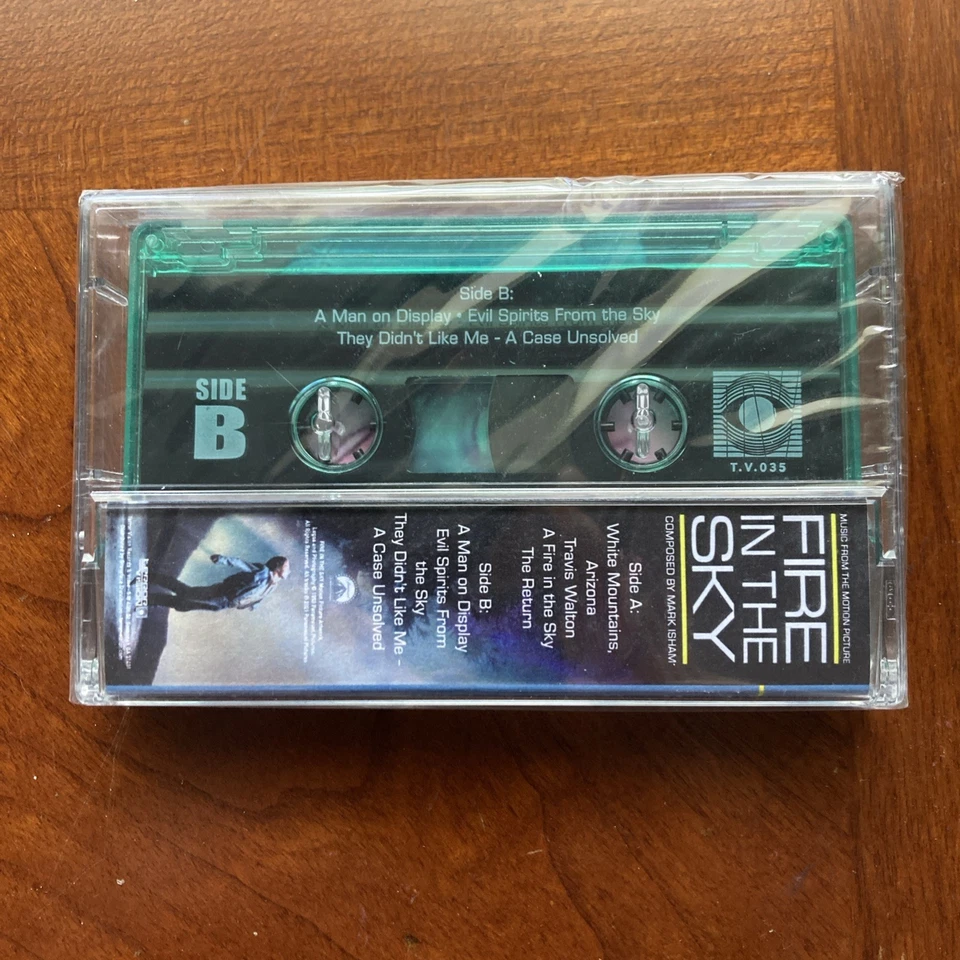 Side B:
A Man on Display • Evil Spirits From the Sky
They Didn't Like Me - A Case Unsolved
SIDE
B
T.V.035
MUSIC FROM THE MOTION PICTURE
FIRE
IN THE
SKY
COMPOSED BY MARK ISHAM
Side A:
White Mountains,
Arizona
Travis Walton
A Fire in the Sky
The Return
Side B:
A Man on Display
Evil Spirits From
the Sky
They Didn't Like Me -
A Case Unsolved